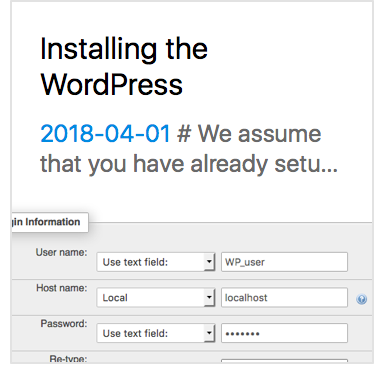 Installing the
WordPress
2018-04-01 # We assume
that you have already setu...
gin Information
User name: Use text field: WP_user
Host name: Local localhost
Password: Use text field: •••••••
Re-type: